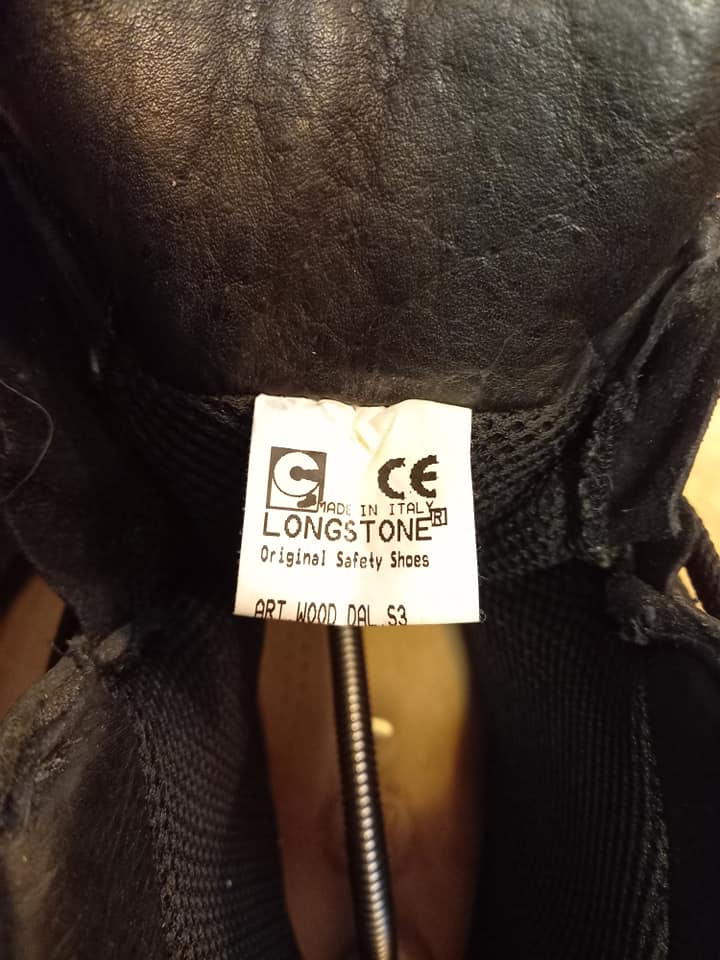 CE
MADE IN ITALY
LONGSTONE®
Original Safety Shoes
ART WOOD DAL S3